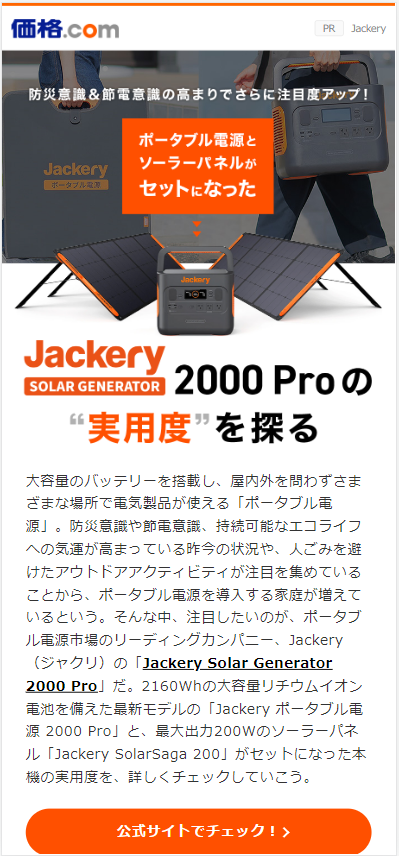 価格.com
PR Jackery
防災意識&節電意識の高まりでさらに注目度アップ！
ポータブル電源と
ソーラーパネルが
セットになった
Jackery
ポータブル電源
Jackery
Jackery
SOLAR GENERATOR 2000 Proの
“実用度”を探る
大容量のバッテリーを搭載し、屋内外を問わずさま
ざまな場所で電気製品が使える「ポータブル電
源」。防災意識や節電意識、持続可能なエコライフ
への気運が高まっている昨今の状況や、人ごみを避
けたアウトドアアクティビティが注目を集めている
ことから、ポータブル電源を導入する家庭が増えて
いるという。そんな中、注目したいのが、ポータブ
ル電源市場のリーディングカンパニー、Jackery
（ジャクリ）の「Jackery Solar Generator
2000 Pro」だ。2160Whの大容量リチウムイオン
電池を備えた最新モデルの「Jackery ポータブル電
源 2000 Pro」と、最大出力200Wのソーラーパネ
ル「Jackery SolarSaga 200」がセットになった本
機の実用度を、詳しくチェックしていこう。
公式サイトでチェック！